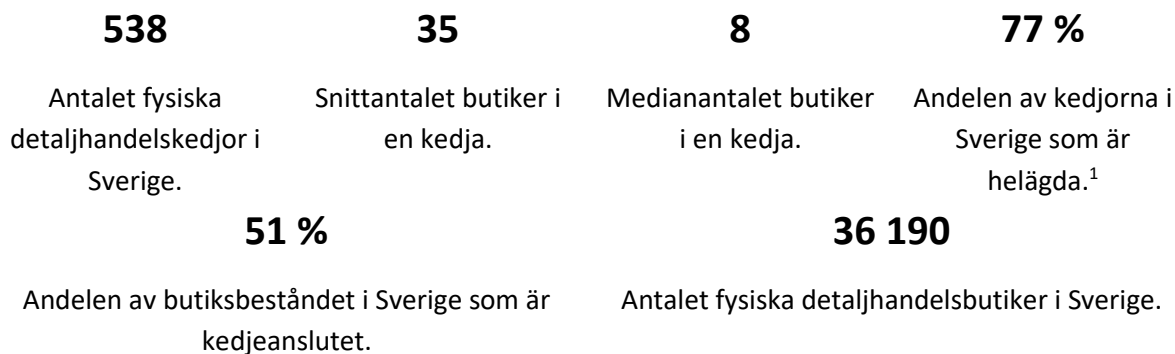 538
35
8
77 %
Antalet fysiska
detaljhandelskedjor i
Sverige.
Snittantalet butiker i
en kedja.
Medianantalet butiker
i en kedja.
Andelen av kedjorna i
Sverige som är
helägda.¹
51 %
36 190
Andelen av butiksbeståndet i Sverige som är
kedjeanslutet.
Antalet fysiska detaljhandelsbutiker i Sverige.